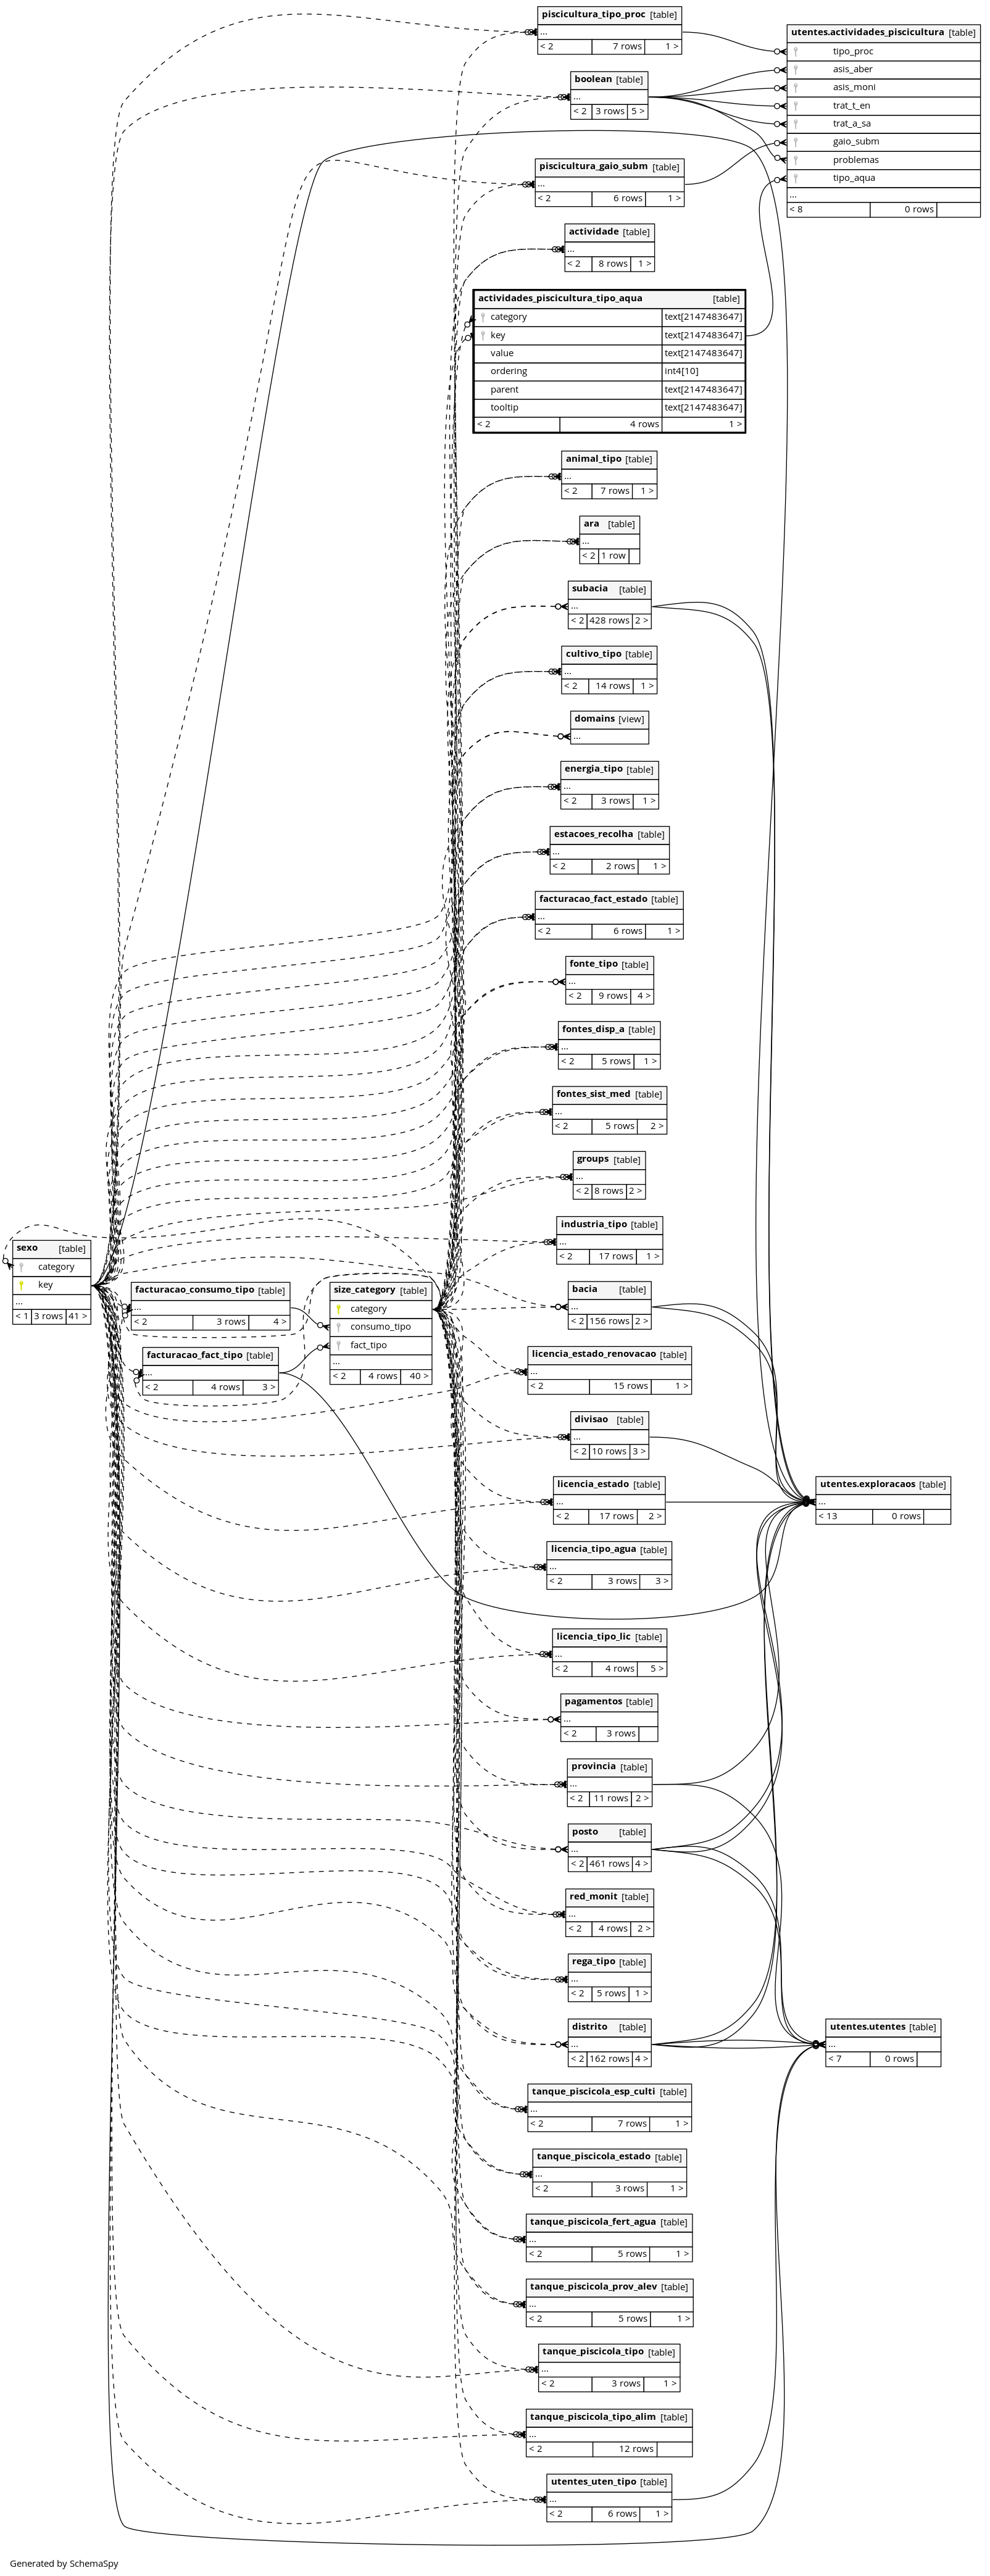 piscicultura_tipo_proc [table]
...
< 2 7 rows 1 >
utentes.actividades_piscicultura [table]
tipo_proc
asis_aber
asis_moni
trat_t_en
trat_a_sa
gaio_subm
problemas
tipo_aqua
...
< 8 0 rows
boolean [table]
...
< 2 3 rows 5 >
piscicultura_gaio_subm [table]
...
< 2 6 rows 1 >
actividade [table]
...
< 2 8 rows 1 >
actividades_piscicultura_tipo_aqua [table]
category text[2147483647]
key text[2147483647]
value text[2147483647]
ordering int4[10]
parent text[2147483647]
tooltip text[2147483647]
< 2 4 rows 1 >
animal_tipo [table]
...
< 2 7 rows 1 >
ara [table]
...
< 2 1 row
subacia [table]
...
< 2 428 rows 2 >
cultivo_tipo [table]
...
< 2 14 rows 1 >
domains [view]
...
energia_tipo [table]
...
< 2 3 rows 1 >
estacoes_recolha [table]
...
< 2 2 rows 1 >
facturacao_fact_estado [table]
...
< 2 6 rows 1 >
fonte_tipo [table]
...
< 2 9 rows 4 >
fontes_disp_a [table]
...
< 2 5 rows 1 >
fontes_sist_med [table]
...
< 2 5 rows 2 >
groups [table]
...
< 2 8 rows 2 >
industria_tipo [table]
...
< 2 17 rows 1 >
sexo [table]
category
key
...
< 1 3 rows 41 >
facturacao_consumo_tipo [table]
...
< 2 3 rows 4 >
facturacao_fact_tipo [table]
...
< 2 4 rows 3 >
size_category [table]
category
consumo_tipo
fact_tipo
...
< 2 4 rows 40 >
bacia [table]
...
< 2 156 rows 2 >
licencia_estado_renovacao [table]
...
< 2 15 rows 1 >
divisao [table]
...
< 2 10 rows 3 >
licencia_estado [table]
...
< 2 17 rows 2 >
utentes.exploracaos [table]
...
< 13 0 rows
licencia_tipo_agua [table]
...
< 2 3 rows 3 >
licencia_tipo_lic [table]
...
< 2 4 rows 5 >
pagamentos [table]
...
< 2 3 rows
provincia [table]
...
< 2 11 rows 2 >
posto [table]
...
< 2 461 rows 4 >
red_monit [table]
...
< 2 4 rows 2 >
rega_tipo [table]
...
< 2 5 rows 1 >
distrito [table]
...
< 2 162 rows 4 >
utentes.utentes [table]
...
< 7 0 rows
tanque_piscicola_esp_culti [table]
...
< 2 7 rows 1 >
tanque_piscicola_estado [table]
...
< 2 3 rows 1 >
tanque_piscicola_fert_agua [table]
...
< 2 5 rows 1 >
tanque_piscicola_prov_alev [table]
...
< 2 5 rows 1 >
tanque_piscicola_tipo [table]
...
< 2 3 rows 1 >
tanque_piscicola_tipo_alim [table]
...
< 2 12 rows
utentes_uten_tipo [table]
...
< 2 6 rows 1 >
Generated by SchemaSpy